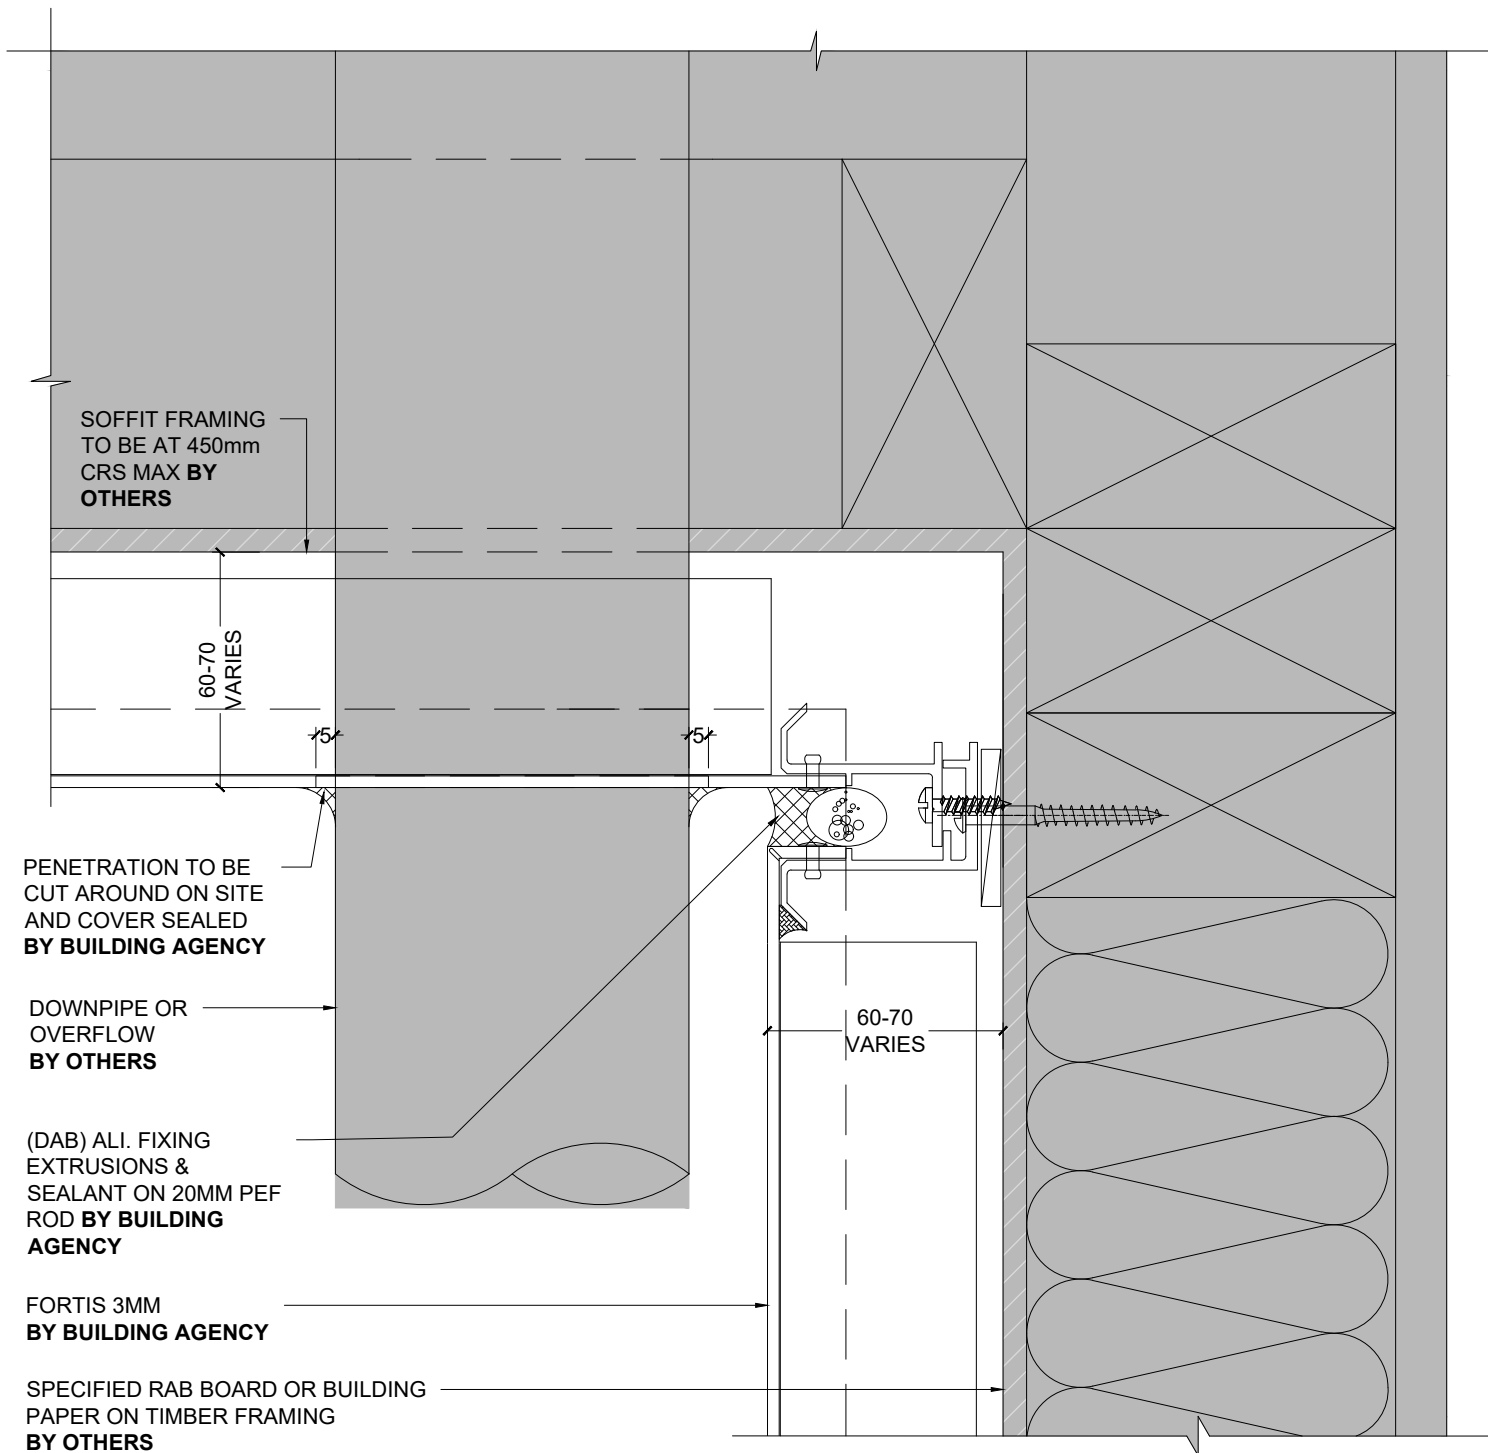 SOFFIT FRAMING
TO BE AT 450mm
CRS MAX BY
OTHERS
60-70
VARIES
5
5
PENETRATION TO BE
CUT AROUND ON SITE
AND COVER SEALED
BY BUILDING AGENCY
DOWNPIPE OR
OVERFLOW
BY OTHERS
60-70
VARIES
(DAB) ALI. FIXING
EXTRUSIONS &
SEALANT ON 20MM PEF
ROD BY BUILDING
AGENCY
FORTIS 3MM
BY BUILDING AGENCY
SPECIFIED RAB BOARD OR BUILDING
PAPER ON TIMBER FRAMING
BY OTHERS